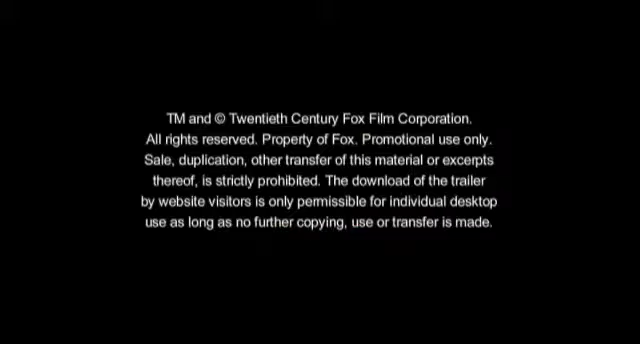 TM and © Twentieth Century Fox Film Corporation.
All rights reserved. Property of Fox. Promotional use only.
Sale, duplication, other transfer of this material or excerpts
thereof, is strictly prohibited. The download of the trailer
by website visitors is only permissible for individual desktop
use as long as no further copying, use or transfer is made.